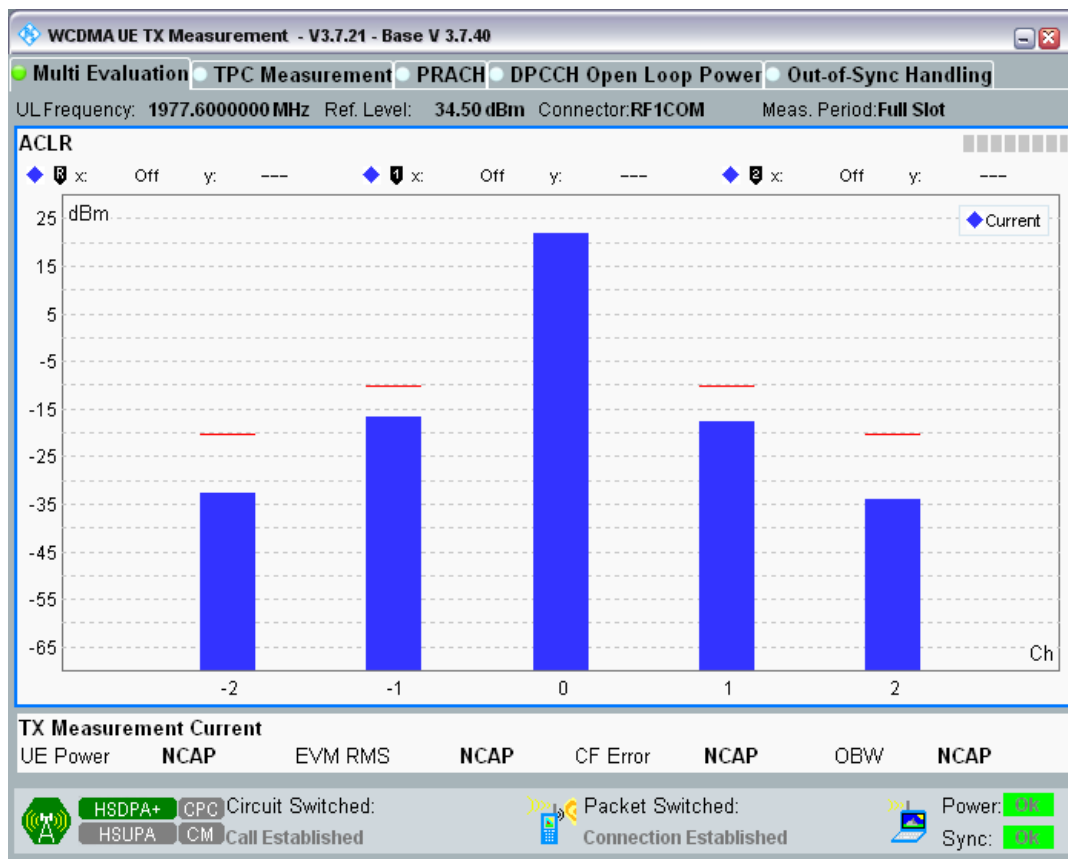 WCDMA UE TX Measurement - V3.7.21 - Base V 3.7.40
Multi Evaluation TPC Measurement PRACH DPCCH Open Loop Power Out-of-Sync Handling
UL Frequency: 1977.6000000 MHz Ref. Level: 34.50 dBm Connector: RF1COM Meas. Period: Full Slot
ACLR
R x: Off y: --- 1 x: Off y: --- 2 x: Off y: ---
dBm
Current
25
15
5
-5
-15
-25
-35
-45
-55
-65
Ch
-2 -1 0 1 2
TX Measurement Current
UE Power NCAP EVM RMS NCAP CF Error NCAP OBW NCAP
HSDPA+ CPC Circuit Switched: Packet Switched: Power: OK
HSUPA CM Call Established Connection Established Sync: OK